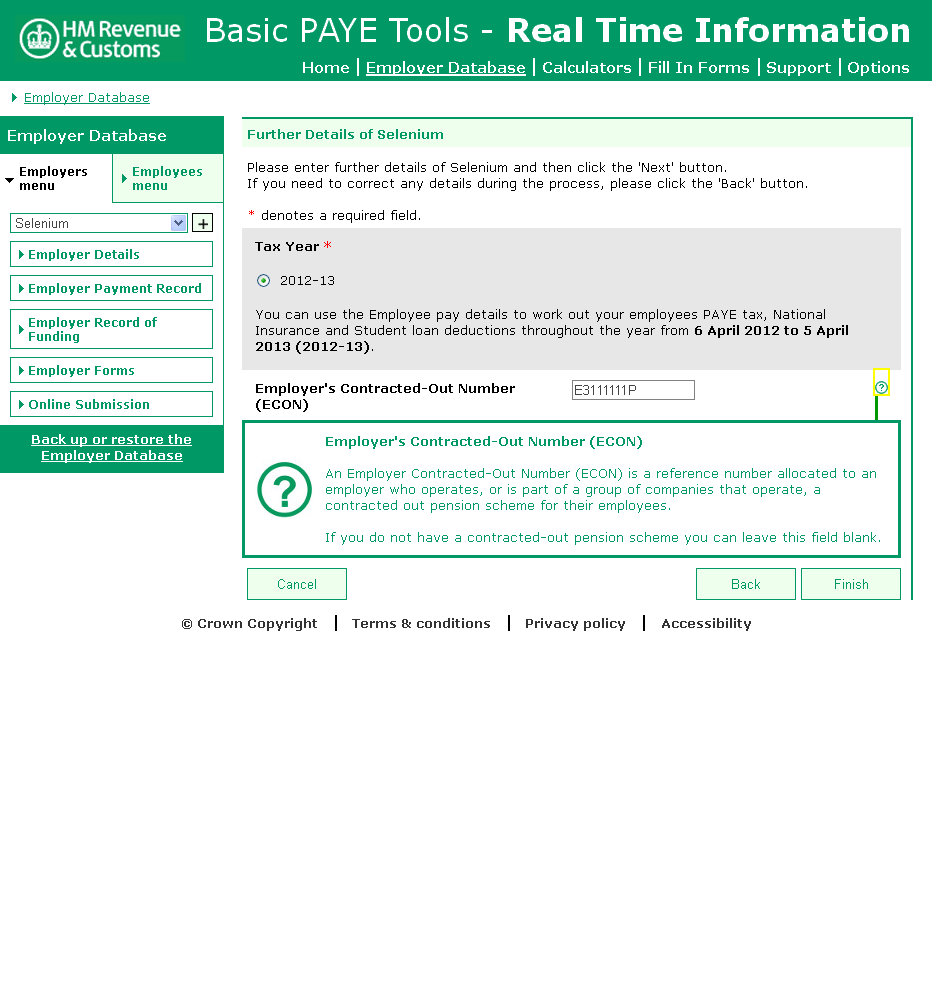 HM Revenue & Customs
Basic PAYE Tools - Real Time Information
Home | Employer Database | Calculators | Fill In Forms | Support | Options
Employer Database
Employer Database
Employers menu
Employees menu
Selenium
+
Employer Details
Employer Payment Record
Employer Record of Funding
Employer Forms
Online Submission
Back up or restore the
Employer Database
Further Details of Selenium
Please enter further details of Selenium and then click the 'Next' button.
If you need to correct any details during the process, please click the 'Back' button.
* denotes a required field.
Tax Year *
2012-13
You can use the Employee pay details to work out your employees PAYE tax, National
Insurance and Student loan deductions throughout the year from 6 April 2012 to 5 April
2013 (2012-13).
Employer's Contracted-Out Number
(ECON)
E3111111P
?
Employer's Contracted-Out Number (ECON)
?
An Employer Contracted-Out Number (ECON) is a reference number allocated to an
employer who operates, or is part of a group of companies that operate, a
contracted out pension scheme for their employees.
If you do not have a contracted-out pension scheme you can leave this field blank.
Cancel
Back
Finish
© Crown Copyright | Terms & conditions | Privacy policy | Accessibility